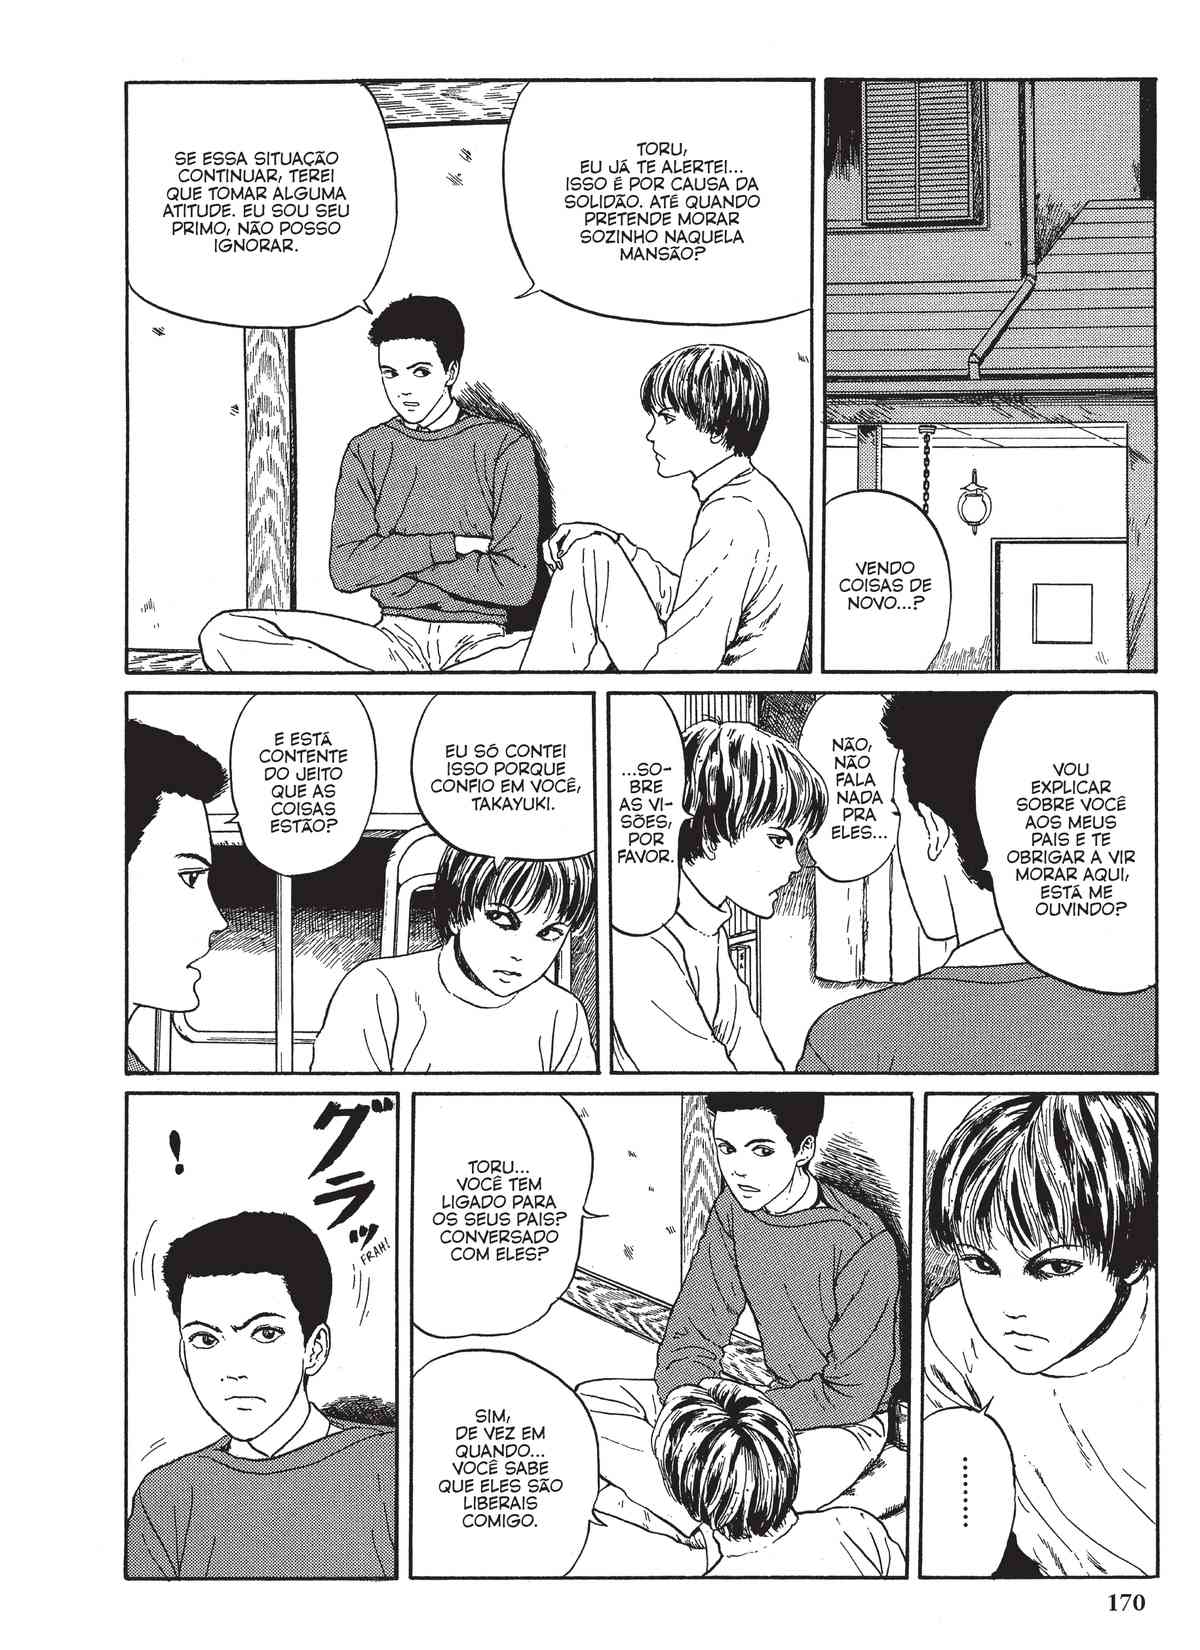 VENDO
COISAS DE
NOVO...?
TORU,
EU JÁ TE ALERTEI...
ISSO É POR CAUSA DA
SOLIDÃO. ATÉ QUANDO
PRETENDE MORAR
SOZINHO NAQUELA
MANSÃO?
SE ESSA SITUAÇÃO
CONTINUAR, TEREI
QUE TOMAR ALGUMA
ATITUDE. EU SOU SEU
PRIMO, NÃO POSSO
IGNORAR.
VOU
EXPLICAR
SOBRE VOCÊ
AOS MEUS
PAIS E TE
OBRIGAR A VIR
MORAR AQUI,
ESTÁ ME
OUVINDO?
NÃO,
NÃO
FALA
NADA
PRA
ELES...
...SO-
BRE
AS VI-
SÕES,
POR
FAVOR.
EU SÓ CONTEI
ISSO PORQUE
CONFIO EM VOCÊ,
TAKAYUKI.
E ESTÁ
CONTENTE
DO JEITO
QUE AS
COISAS
ESTÃO?
.........
TORU...
VOCÊ TEM
LIGADO PARA
OS SEUS PAIS?
CONVERSADO
COM ELES?
SIM,
DE VEZ EM
QUANDO...
VOCÊ SABE
QUE ELES SÃO
LIBERAIS
COMIGO.
グラッ
FRAH!
!
170